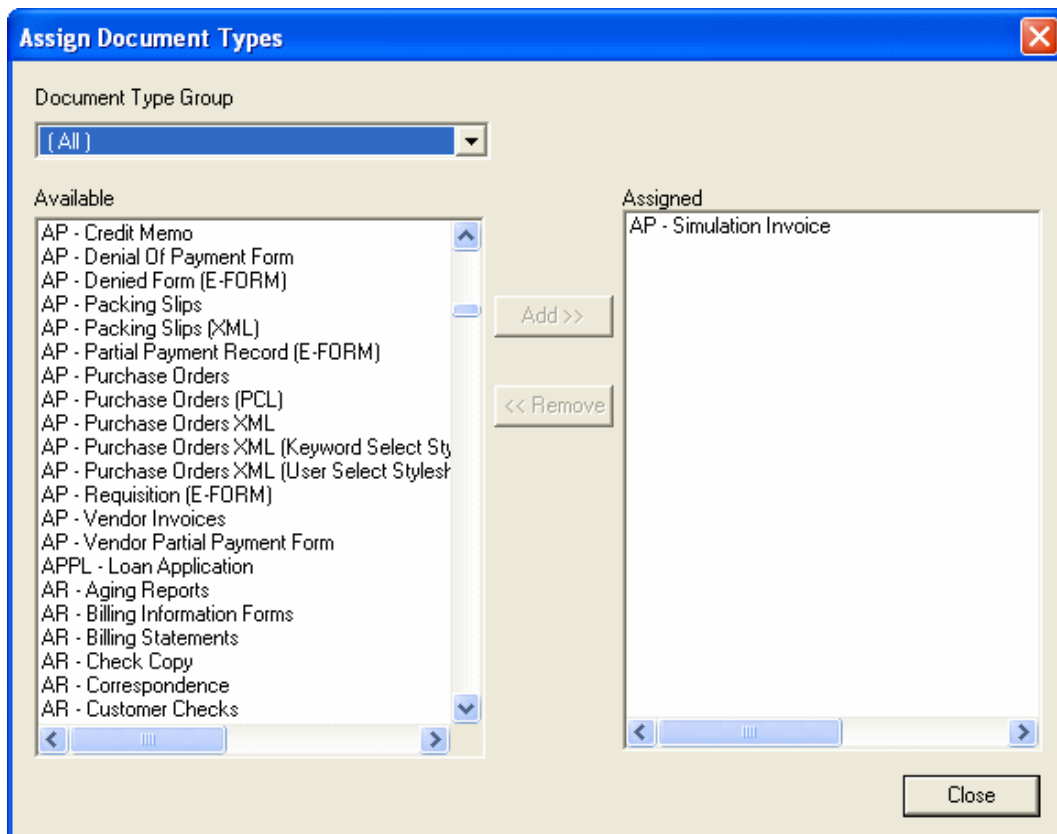 Assign Document Types
Document Type Group
( All )
Available
AP - Credit Memo
AP - Denial Of Payment Form
AP - Denied Form (E-FORM)
AP - Packing Slips
AP - Packing Slips (XML)
AP - Partial Payment Record (E-FORM)
AP - Purchase Orders
AP - Purchase Orders (PCL)
AP - Purchase Orders XML
AP - Purchase Orders XML (Keyword Select Sty
AP - Purchase Orders XML (User Select Stylesh
AP - Requisition (E-FORM)
AP - Vendor Invoices
AP - Vendor Partial Payment Form
APPL - Loan Application
AR - Aging Reports
AR - Billing Information Forms
AR - Billing Statements
AR - Check Copy
AR - Correspondence
AR - Customer Checks
Add >>
<< Remove
Assigned
AP - Simulation Invoice
Close